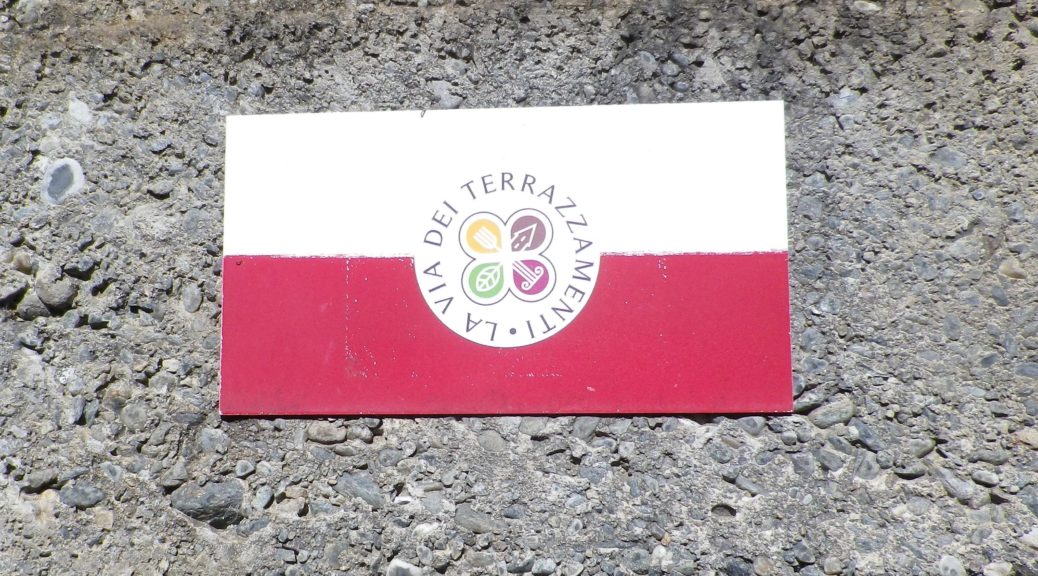 LA VIA DEI TERRAZZAMENTI •